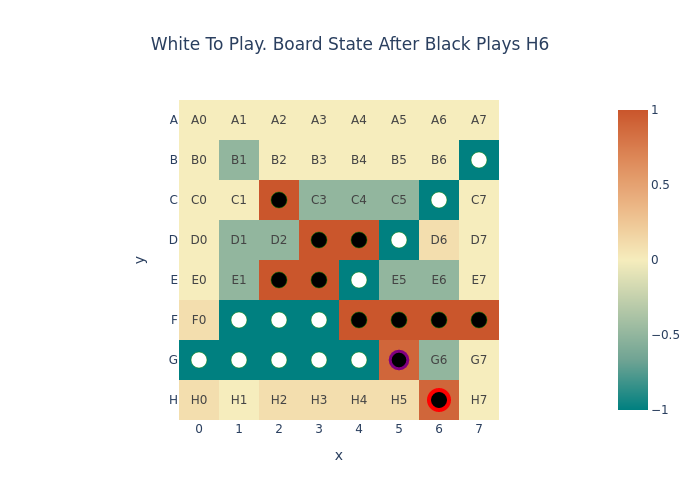 White To Play. Board State After Black Plays H6
A A0 A1 A2 A3 A4 A5 A6 A7 1
B B0 B1 B2 B3 B4 B5 B6
C C0 C1 C3 C4 C5 C7 0.5
D D0 D1 D2 D6 D7
y
E E0 E1 E5 E6 E7 0
F F0 −0.5
G G6 G7
H H0 H1 H2 H3 H4 H5 H7 −1
0 1 2 3 4 5 6 7
x